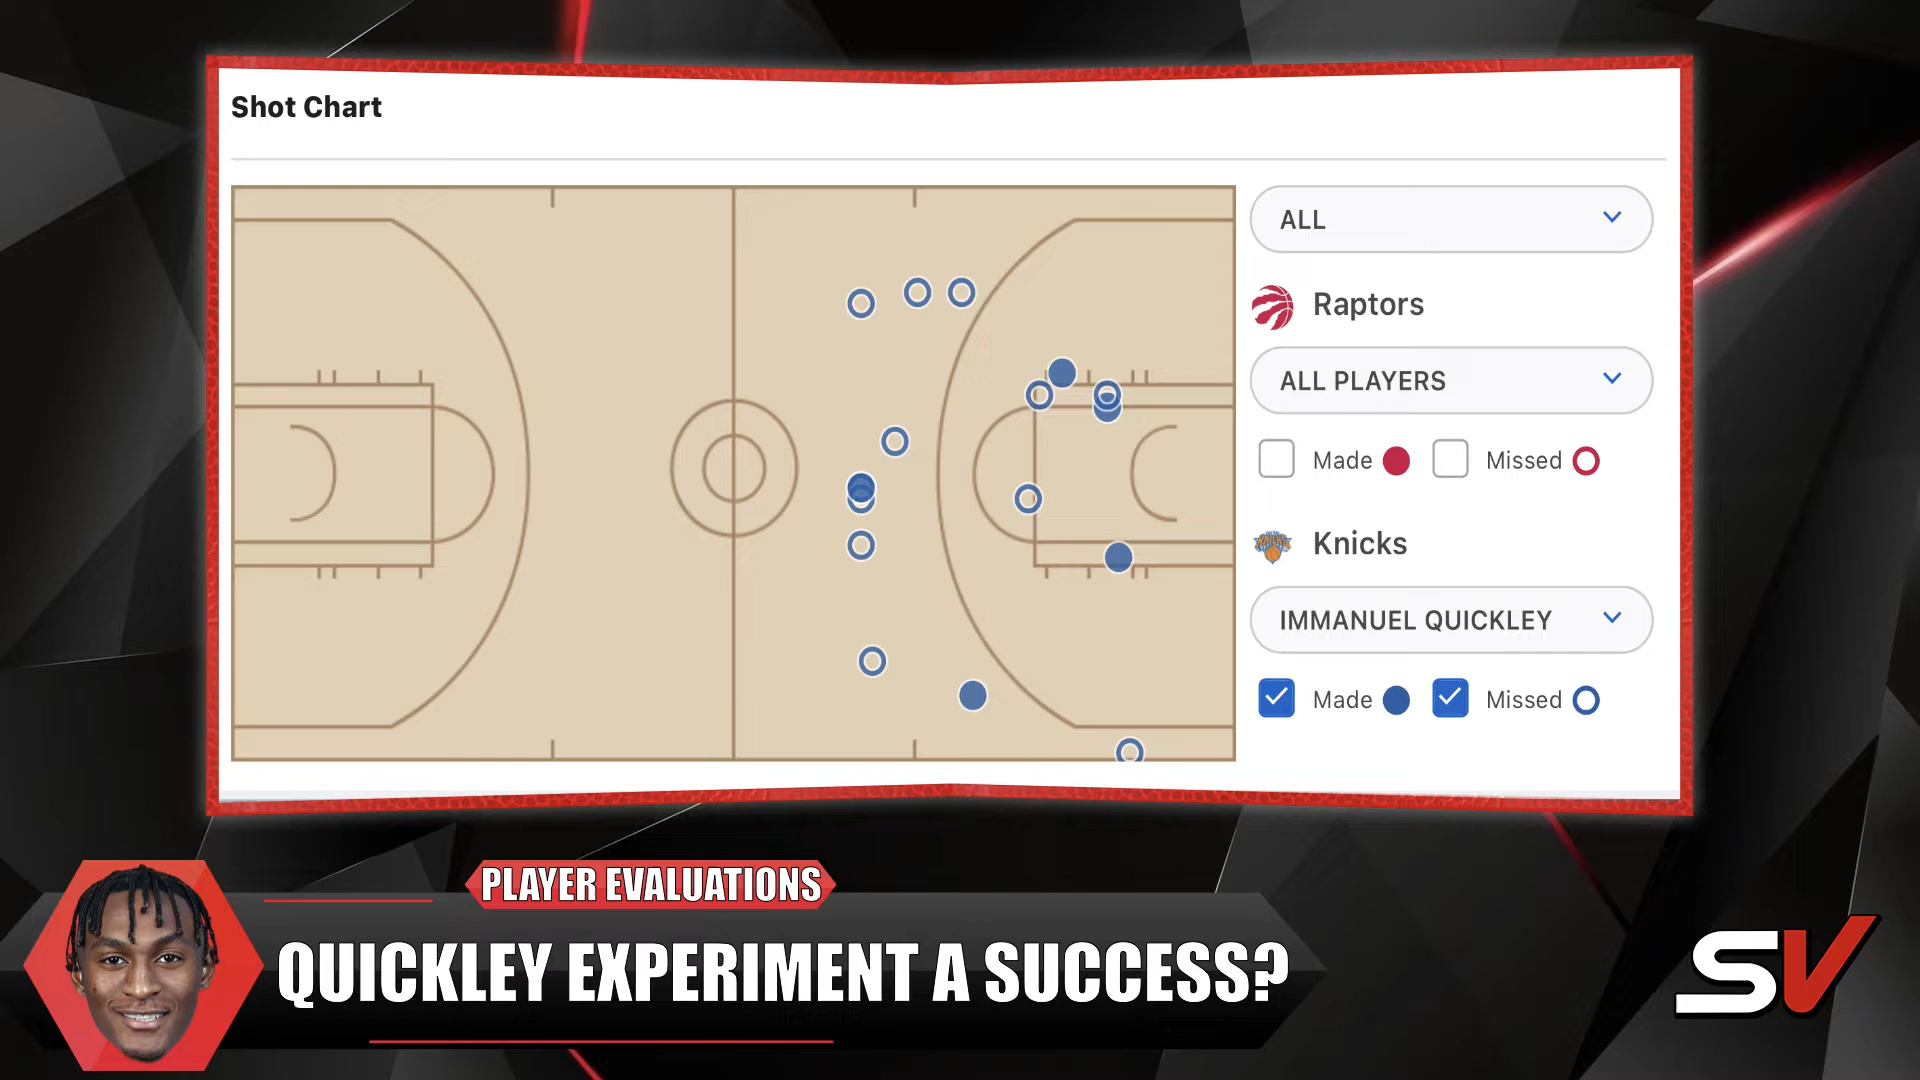 Shot Chart
ALL
Raptors
ALL PLAYERS
Made Missed
KNICKS
Knicks
IMMANUEL QUICKLEY
Made Missed
PLAYER EVALUATIONS
QUICKLEY EXPERIMENT A SUCCESS?
SV